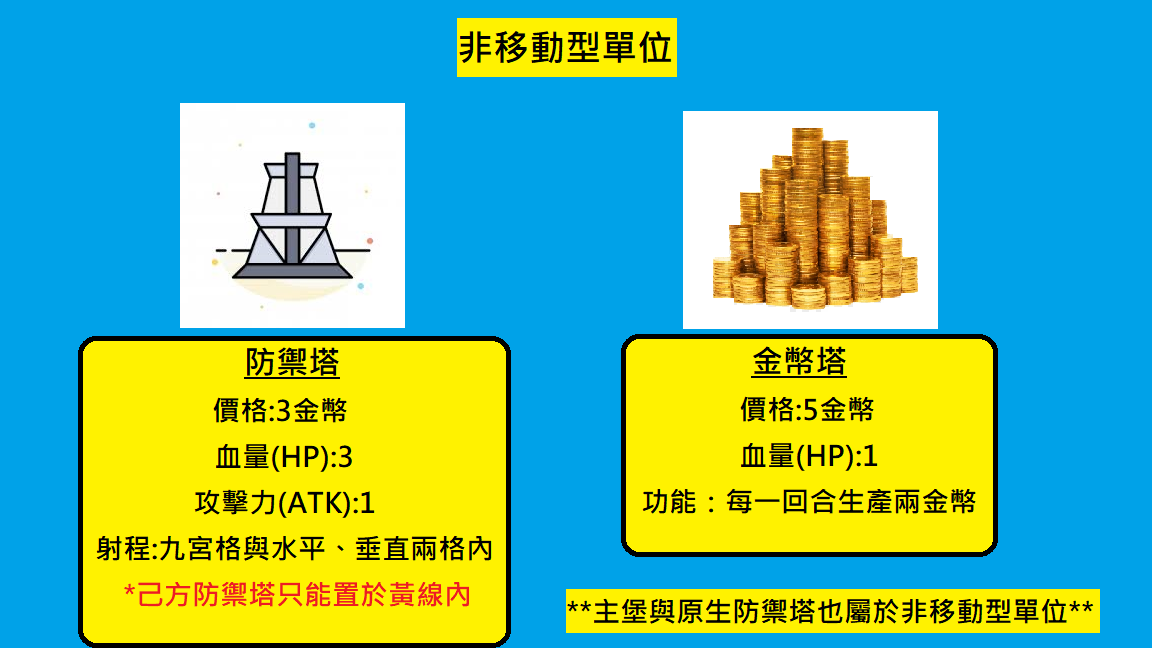 非移動型單位
防禦塔
價格:3金幣
血量(HP):3
攻擊力(ATK):1
射程:九宮格與水平、垂直兩格內
*己方防禦塔只能置於黃線內
金幣塔
價格:5金幣
血量(HP):1
功能：每一回合生產兩金幣
**主堡與原生防禦塔也屬於非移動型單位**